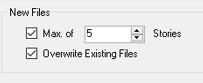 New Files
Max. of 5 Stories
Overwrite Existing Files